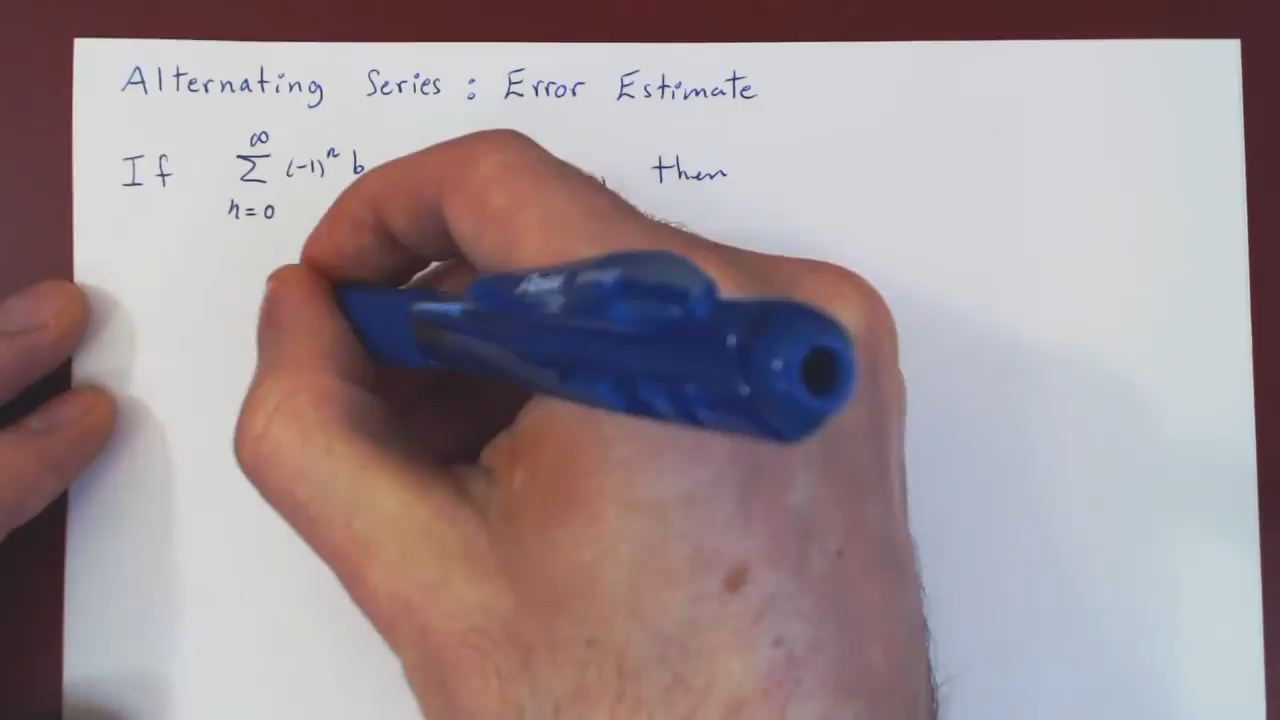 Alternating Series : Error Estimate
If ∞ Σ n=0 (-1)^n b , then